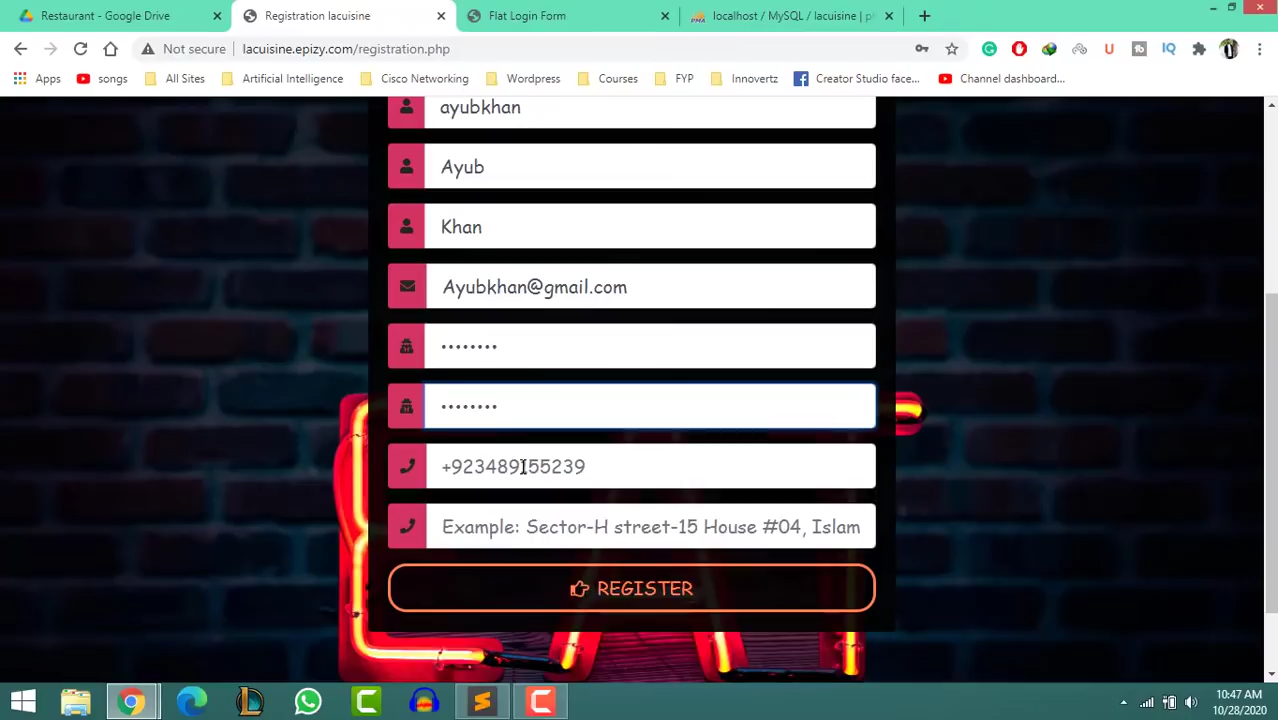 Restaurant - Google Drive
Registration lacuisine
Flat Login Form
localhost / MySQL / lacuisine | p
Not secure
lacuisine.epizy.com/registration.php
Apps
songs
All Sites
Artificial Intelligence
Cisco Networking
Wordpress
Courses
FYP
Innovertz
Creator Studio face...
Channel dashboard...
ayubkhan
Ayub
Khan
Ayubkhan@gmail.com
••••••••
••••••••
Example: Sector-H street-15 House #04, Islam
REGISTER
10:47 AM
10/28/2020